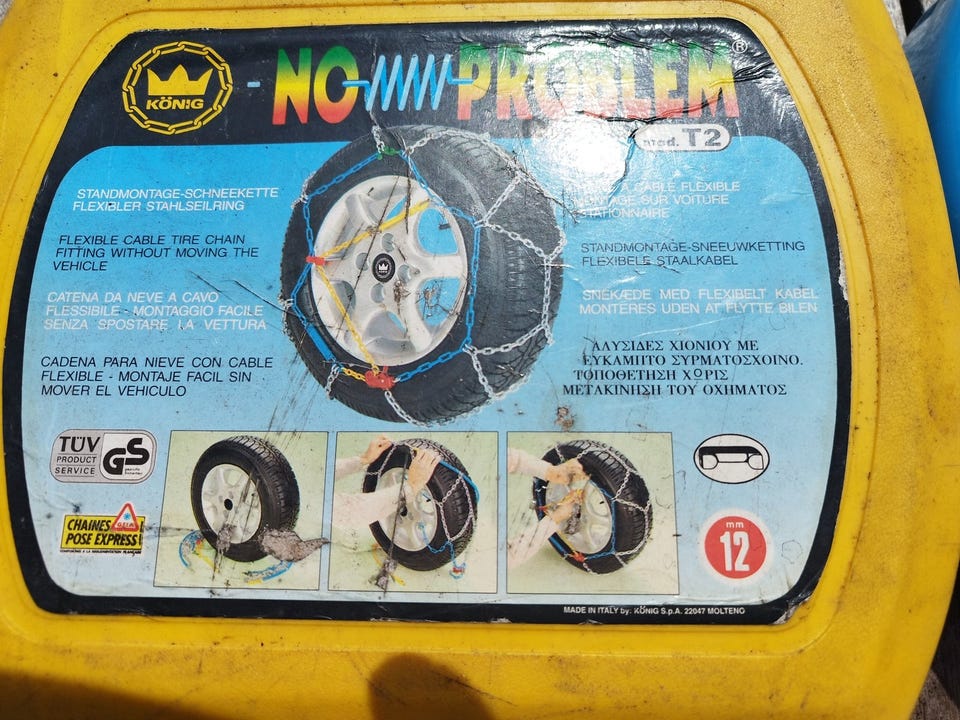 KÖNIG
- NO PROBLEM ®
mod. T2
STANDMONTAGE-SCHNEEKETTE
FLEXIBLER STAHLSEILRING
FLEXIBLE CABLE TIRE CHAIN
FITTING WITHOUT MOVING THE
VEHICLE
CATENA DA NEVE A CAVO
FLESSIBILE - MONTAGGIO FACILE
SENZA SPOSTARE LA VETTURA
CADENA PARA NIEVE CON CABLE
FLEXIBLE - MONTAJE FACIL SIN
MOVER EL VEHICULO
A CABLE FLEXIBLE
MONTAGE SUR VOITURE
STATIONNAIRE
STANDMONTAGE-SNEEUWKETTING
FLEXIBELE STAALKABEL
SNEKÆDE MED FLEXIBELT KABEL
MONTERES UDEN AT FLYTTE BILEN
ΑΛΥΣΙΔΕΣ ΧΙΟΝΙΟΥ ΜΕ
ΕΥΚΑΜΠΤΟ ΣΥΡΜΑΤΟΣΧΟΙΝΟ.
ΤΟΠΟΘΕΤΗΣΗ ΧΩΡΙΣ
ΜΕΤΑΚΙΝΗΣΗ ΤΟΥ ΟΧΗΜΑΤΟΣ
TÜV
PRODUCT
SERVICE
GS
CHAINES
POSE EXPRESS
mm
12
MADE IN ITALY by: KÖNIG S.p.A. 22047 MOLTENO